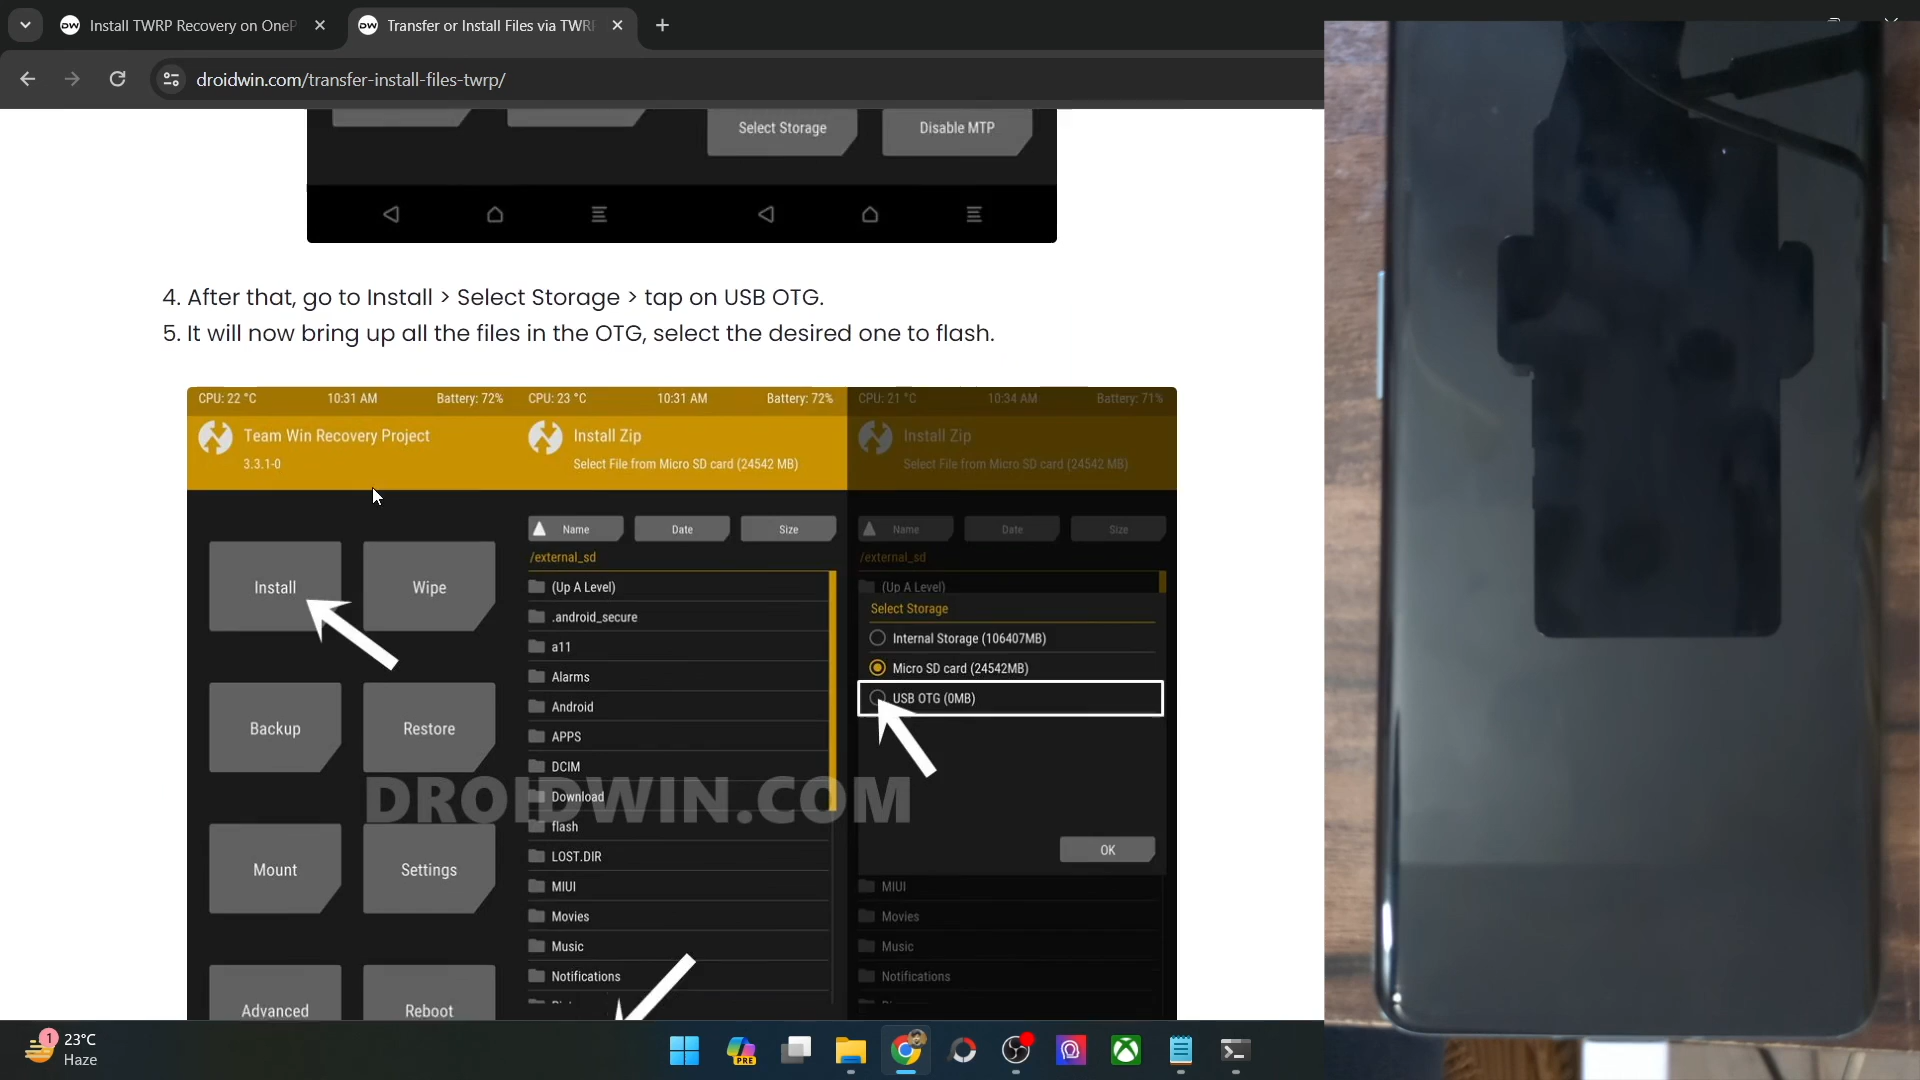 Install TWRP Recovery on OneP
Transfer or Install Files via TWR
droidwin.com/transfer-install-files-twrp/
Select Storage
Disable MTP
4. After that, go to Install > Select Storage > tap on USB OTG.
5. It will now bring up all the files in the OTG, select the desired one to flash.
CPU: 22 °C 10:31 AM Battery: 72%
Team Win Recovery Project
3.3.1-0
Install
Wipe
Backup
Restore
Mount
Settings
Advanced
Reboot
CPU: 23 °C 10:31 AM Battery: 72%
Install Zip
Select File from Micro SD card (24542 MB)
Name Date Size
/external_sd
(Up A Level)
.android_secure
a11
Alarms
Android
APPS
DCIM
Download
flash
LOST.DIR
MIUI
Movies
Music
Notifications
CPU: 21 °C 10:34 AM Battery: 71%
Install Zip
Select File from Micro SD card (24542 MB)
Name Date Size
/external_sd
(Up A Level)
Select Storage
Internal Storage (106407MB)
Micro SD card (24542MB)
USB OTG (0MB)
OK
MIUI
Movies
Music
Notifications
DROIDWIN.COM
1
23°C
Haze
PRE